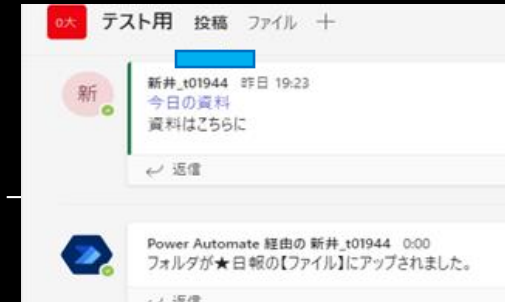 0大 テスト用 投稿 ファイル +
新井_t01944 昨日 19:23
新
今日の資料
資料はこちらに
返信
Power Automate 経由の 新井_t01944 0:00
フォルダが★日報の【ファイル】にアップされました。
返信